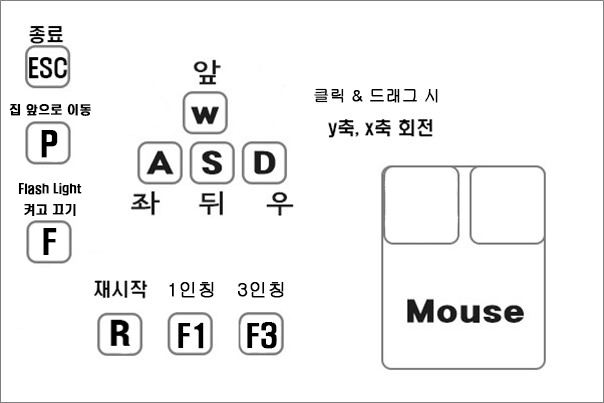 종료
ESC
집 앞으로 이동
P
Flash Light
켜고 끄기
F
앞
W
A S D
좌 뒤 우
재시작 1인칭 3인칭
R F1 F3
클릭 & 드래그 시
y축, x축 회전
Mouse